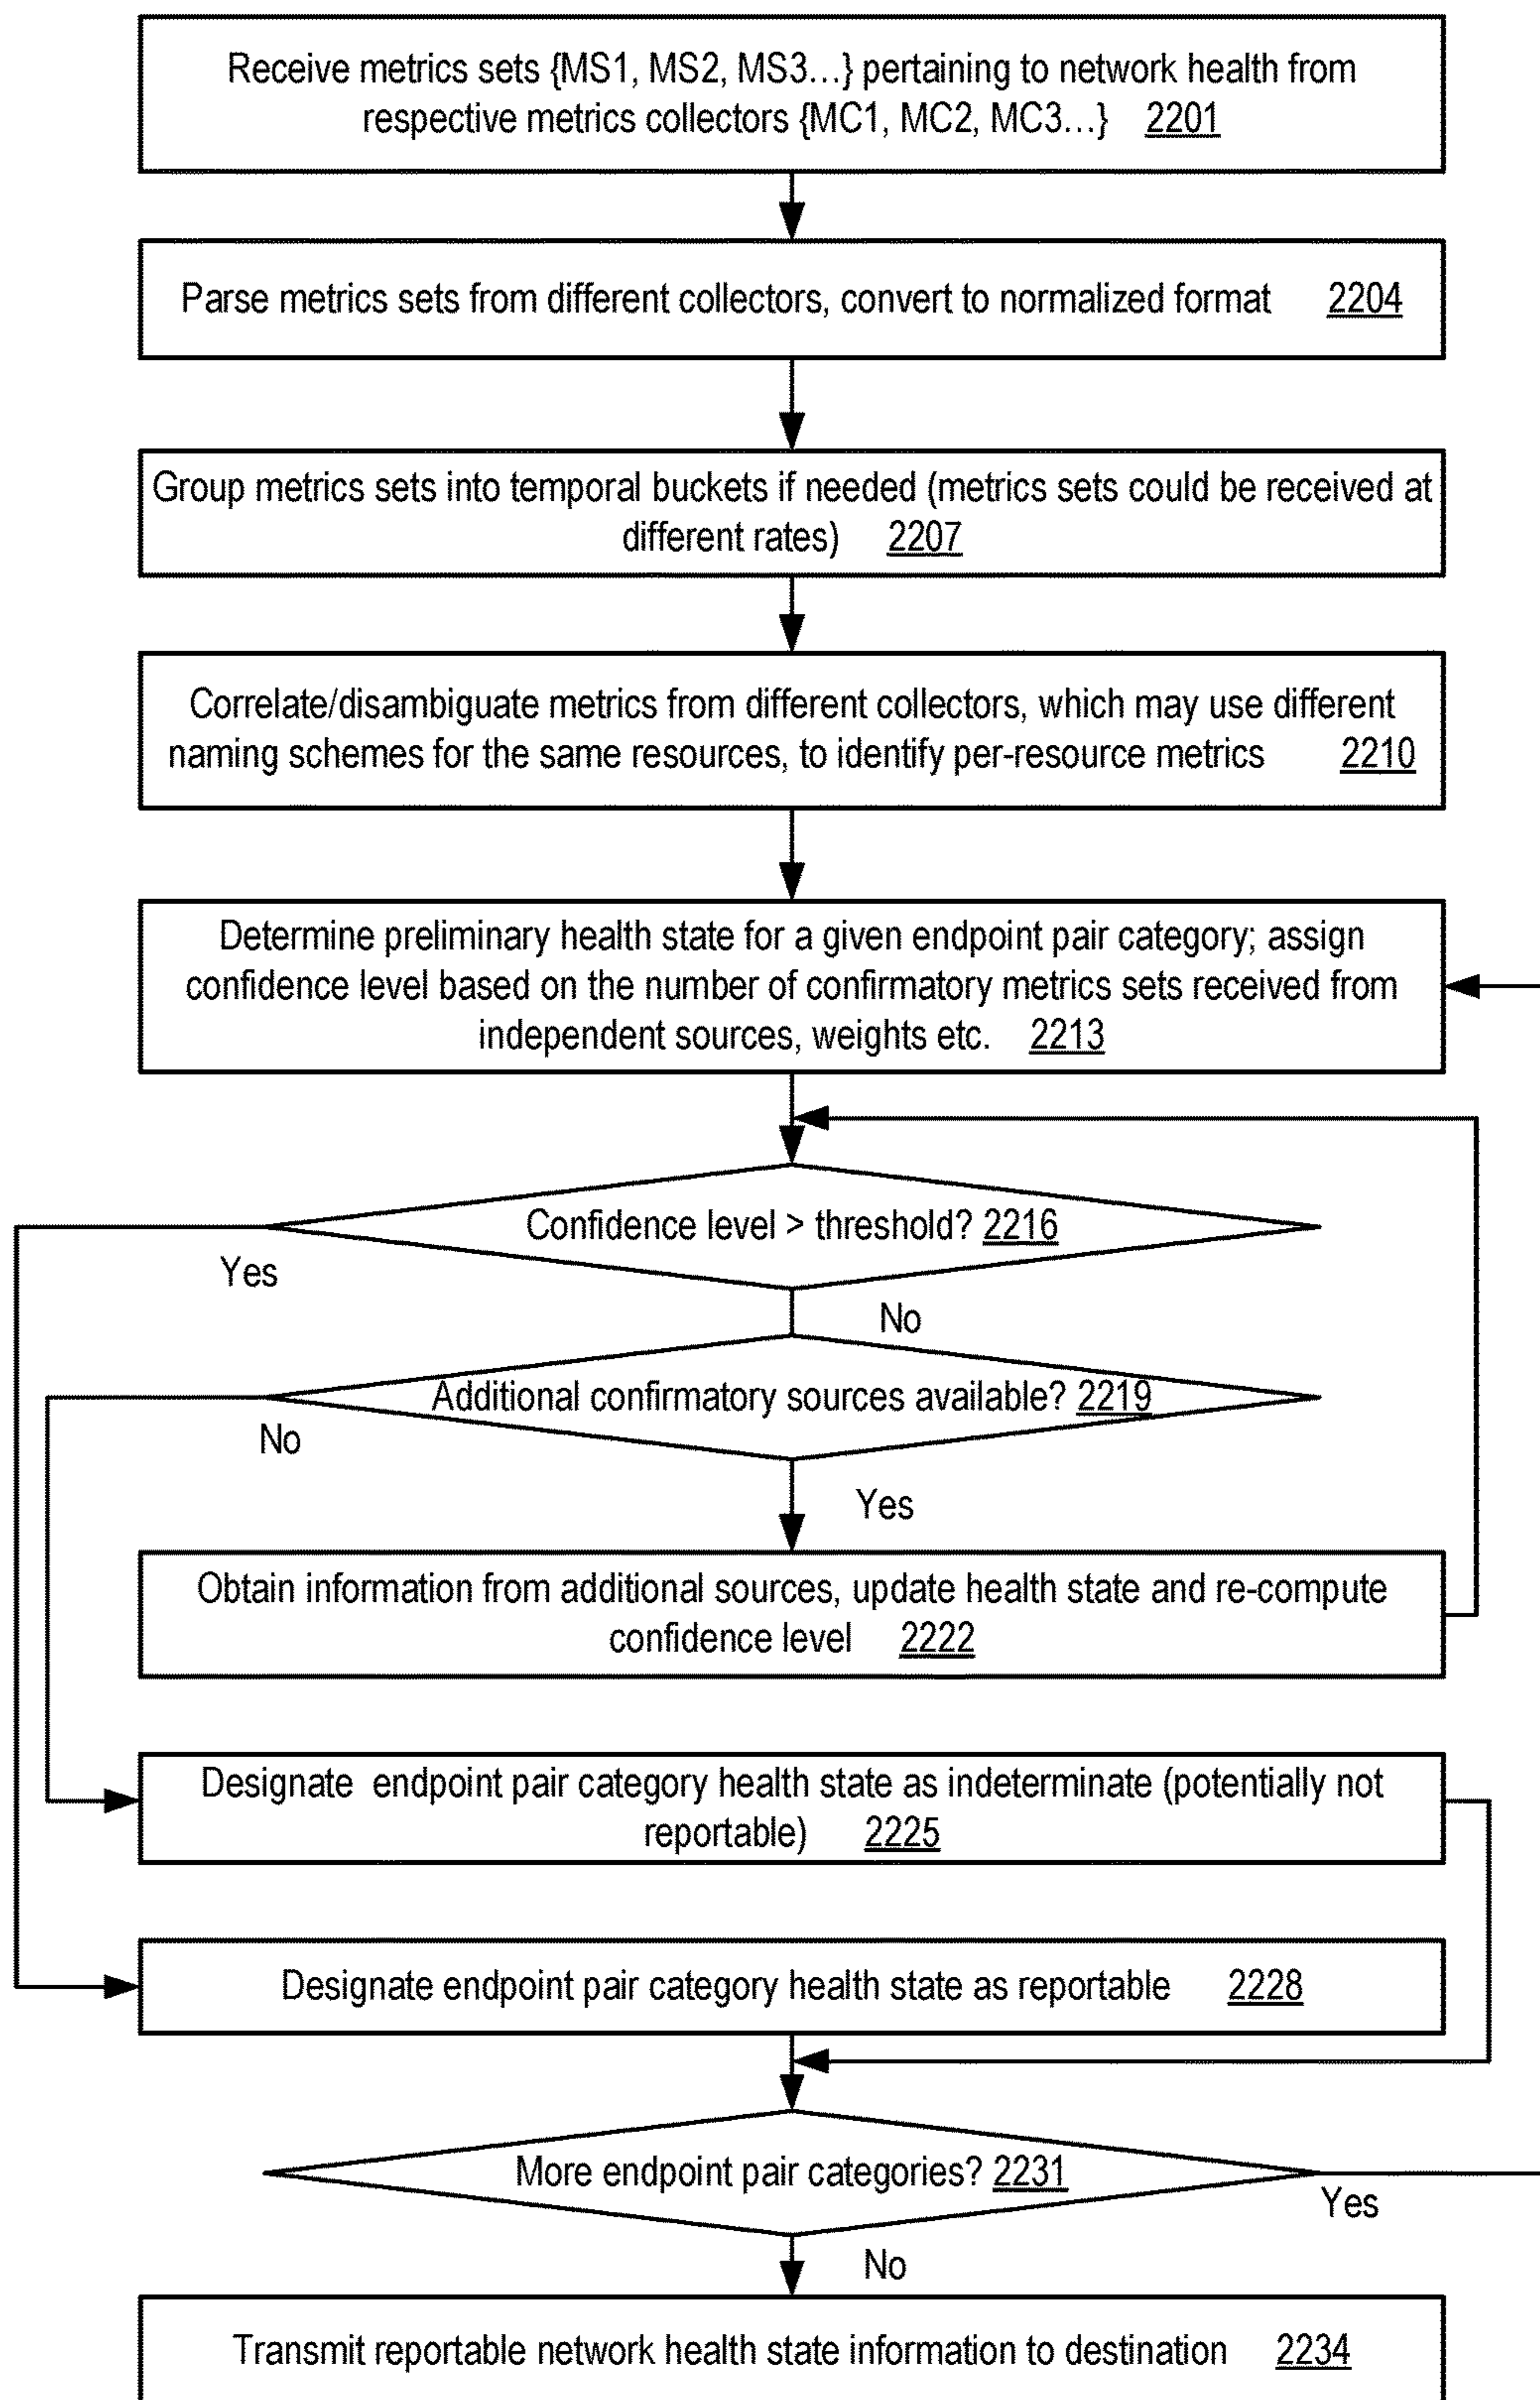 Receive metrics sets {MS1, MS2, MS3…} pertaining to network health from
respective metrics collectors {MC1, MC2, MC3…} 2201
Parse metrics sets from different collectors, convert to normalized format 2204
Group metrics sets into temporal buckets if needed (metrics sets could be received at
different rates) 2207
Correlate/disambiguate metrics from different collectors, which may use different
naming schemes for the same resources, to identify per-resource metrics 2210
Determine preliminary health state for a given endpoint pair category; assign
confidence level based on the number of confirmatory metrics sets received from
independent sources, weights etc. 2213
Confidence level > threshold? 2216
Yes
No
Additional confirmatory sources available? 2219
No
Yes
Obtain information from additional sources, update health state and re-compute
confidence level 2222
Designate endpoint pair category health state as indeterminate (potentially not
reportable) 2225
Designate endpoint pair category health state as reportable 2228
More endpoint pair categories? 2231
Yes
No
Transmit reportable network health state information to destination 2234